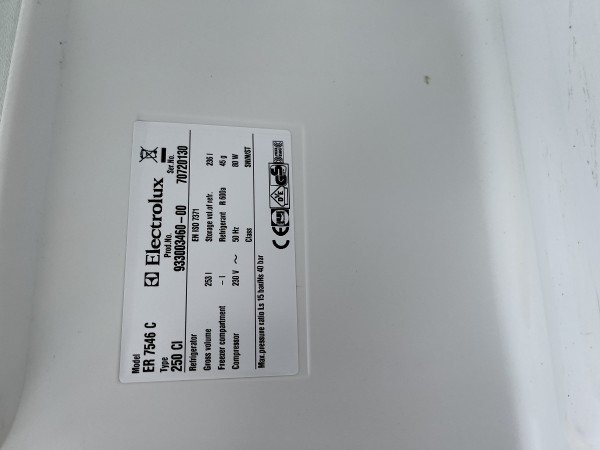 Electrolux
Model
ER 7546 C
Prod.No.
933003460-00
Ser.No.
70720130
Type
250 CI
Refrigerator EN ISO 7371
Gross volume 253 l Storage vol.of refr. 236 l
Freezer compartment - l Refrigerant R 600a 45 g
Compressor 230 V ~ 50 Hz 80 W
Class SN/N/ST
Max.pressure ratio Ls 15 bar/Hs 40 bar
CE
GS